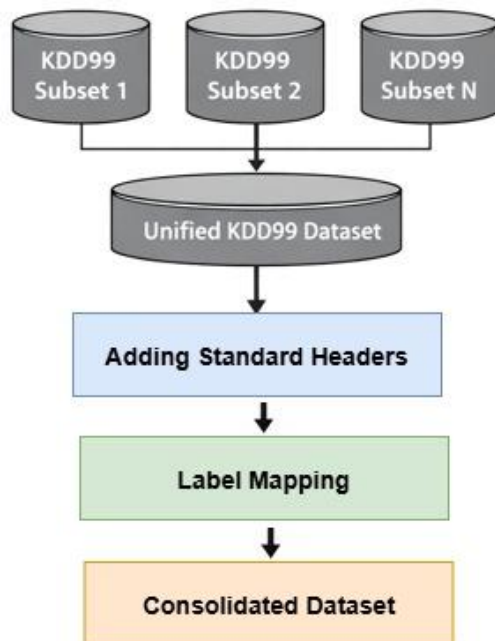 KDD99
Subset 1
KDD99
Subset 2
KDD99
Subset N
Unified KDD99 Dataset
Adding Standard Headers
Label Mapping
Consolidated Dataset